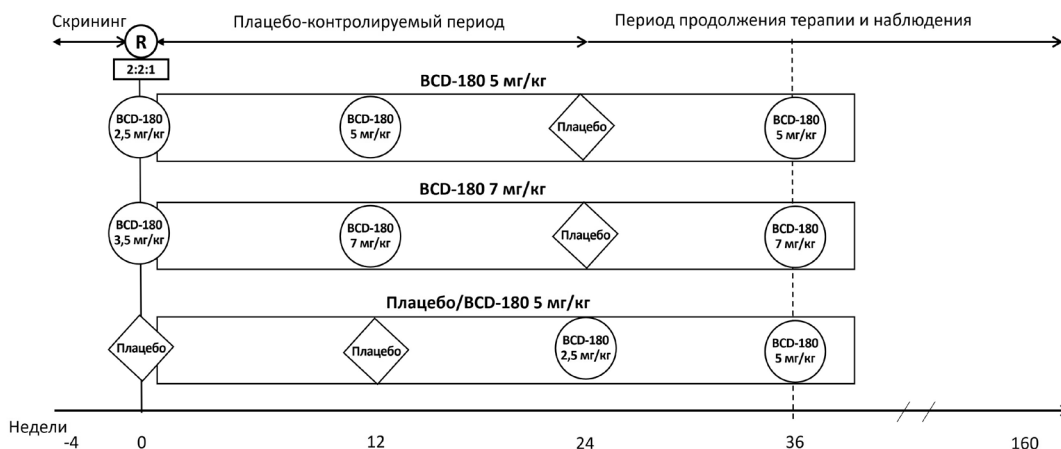 Скрининг
Плацебо-контролируемый период
Период продолжения терапии и наблюдения
R
2:2:1
BCD-180 5 мг/кг
BCD-180
2,5 мг/кг
BCD-180
5 мг/кг
Плацебо
BCD-180
5 мг/кг
BCD-180 7 мг/кг
BCD-180
3,5 мг/кг
BCD-180
7 мг/кг
Плацебо
BCD-180
7 мг/кг
Плацебо/BCD-180 5 мг/кг
Плацебо
Плацебо
BCD-180
2,5 мг/кг
BCD-180
5 мг/кг
Недели
-4 0 12 24 36 160